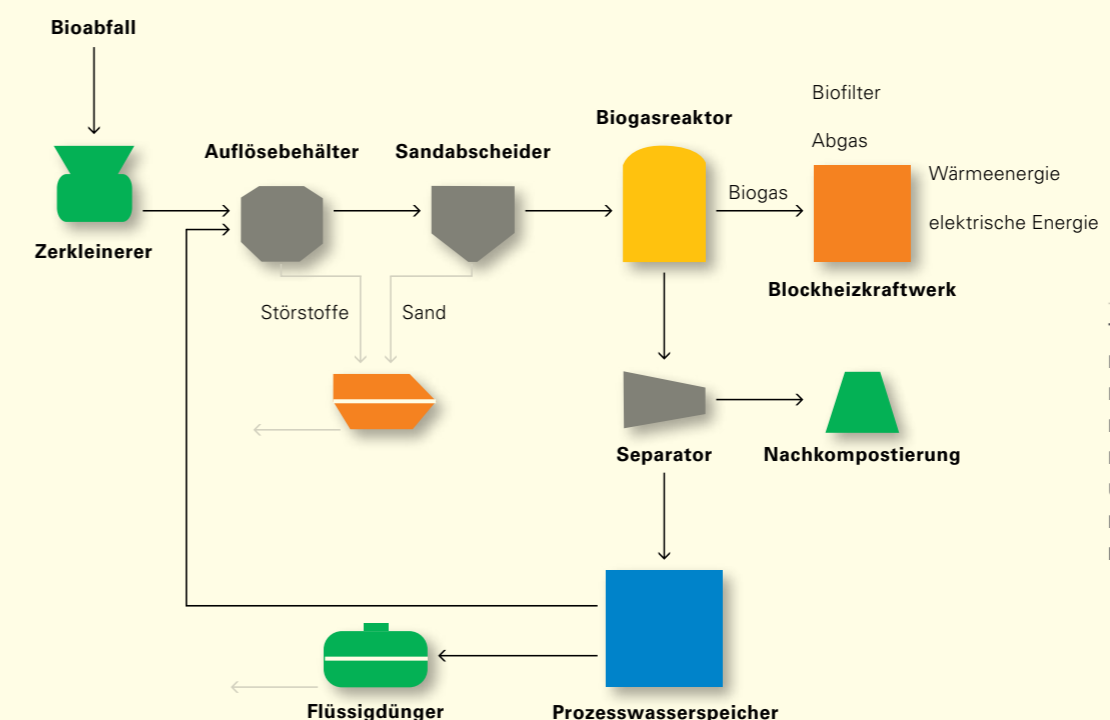 Bioabfall
Biofilter
Biogasreaktor
Abgas
Auflösebehälter
Sandabscheider
Wärmeenergie
Biogas
elektrische Energie
Zerkleinerer
Blockheizkraftwerk
Störstoffe
Sand
Separator
Nachkompostierung
Flüssigdünger
Prozesswasserspeicher